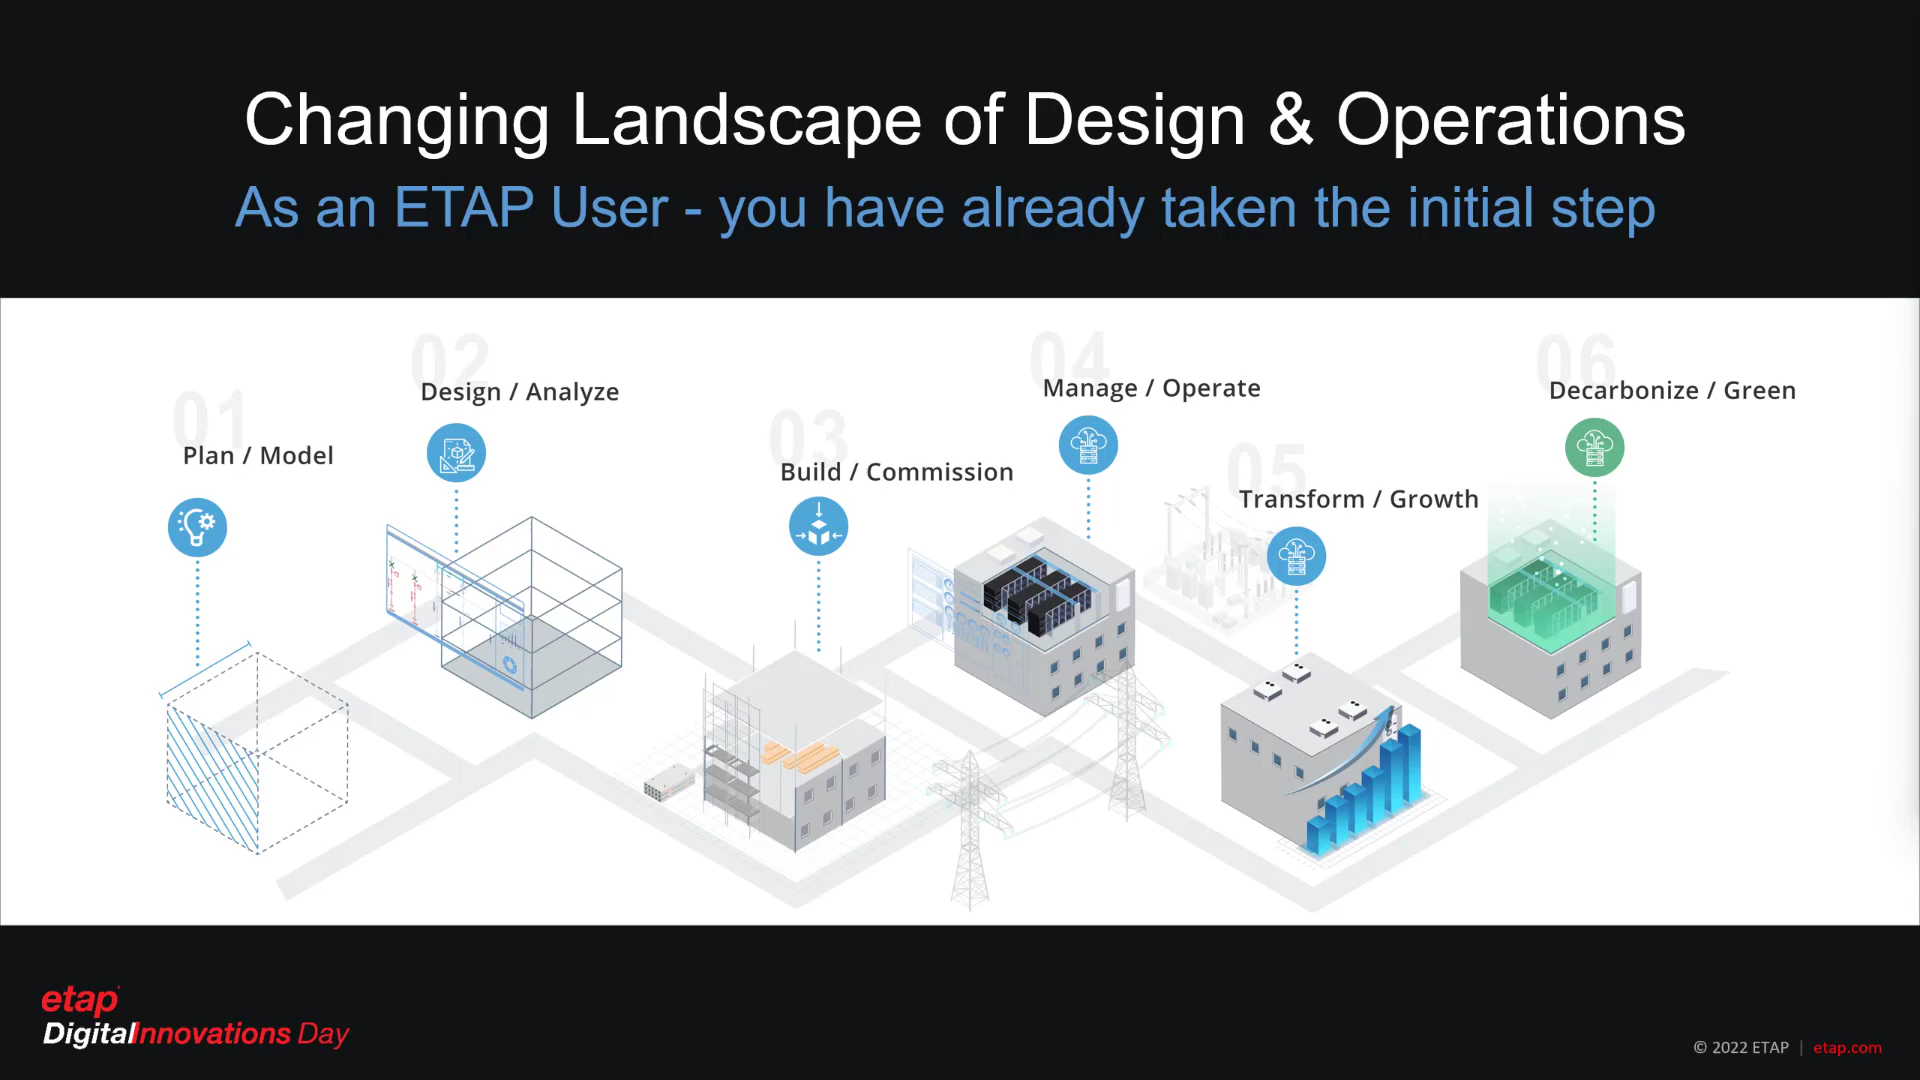 Changing Landscape of Design & Operations
As an ETAP User - you have already taken the initial step
01
Plan / Model
02
Design / Analyze
03
Build / Commission
04
Manage / Operate
05
Transform / Growth
06
Decarbonize / Green
etap
DigitalInnovations Day
© 2022 ETAP | etap.com